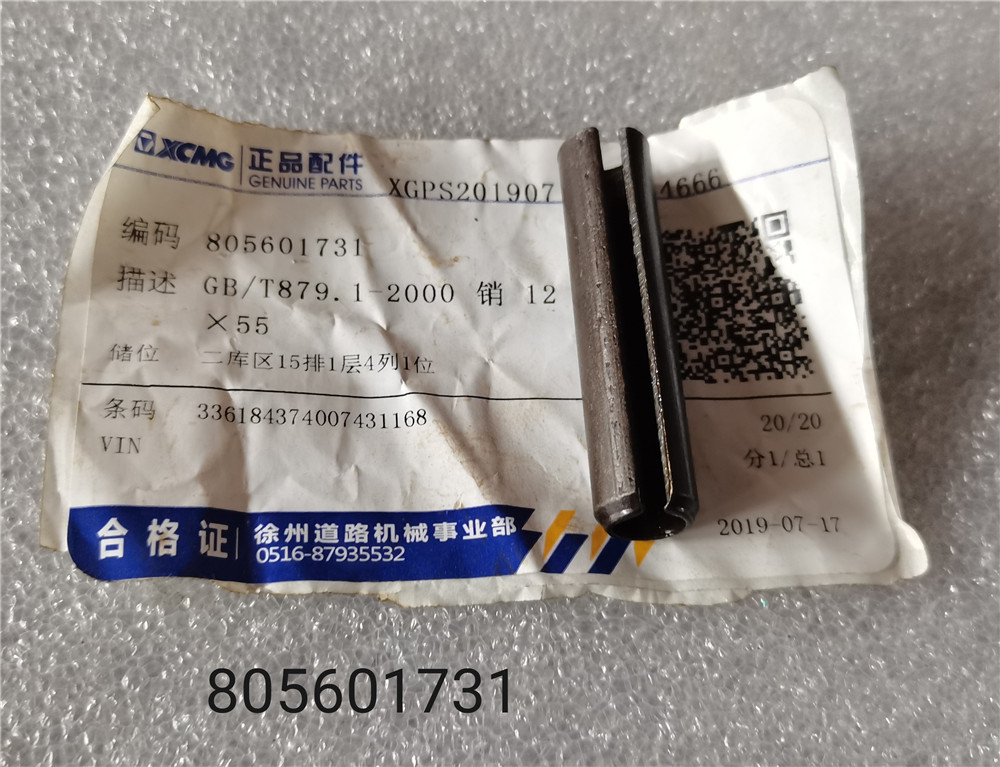 XCMG 正品配件
GENUINE PARTS
XGPS201907 4666
编码 805601731
描述 GB/T879.1-2000 销 12
×55
储位 二库区15排1层4列1位
条码 336184374007431168
VIN
20/20
分1/总1
2019-07-17
合格证 徐州道路机械事业部
0516-87935532
805601731